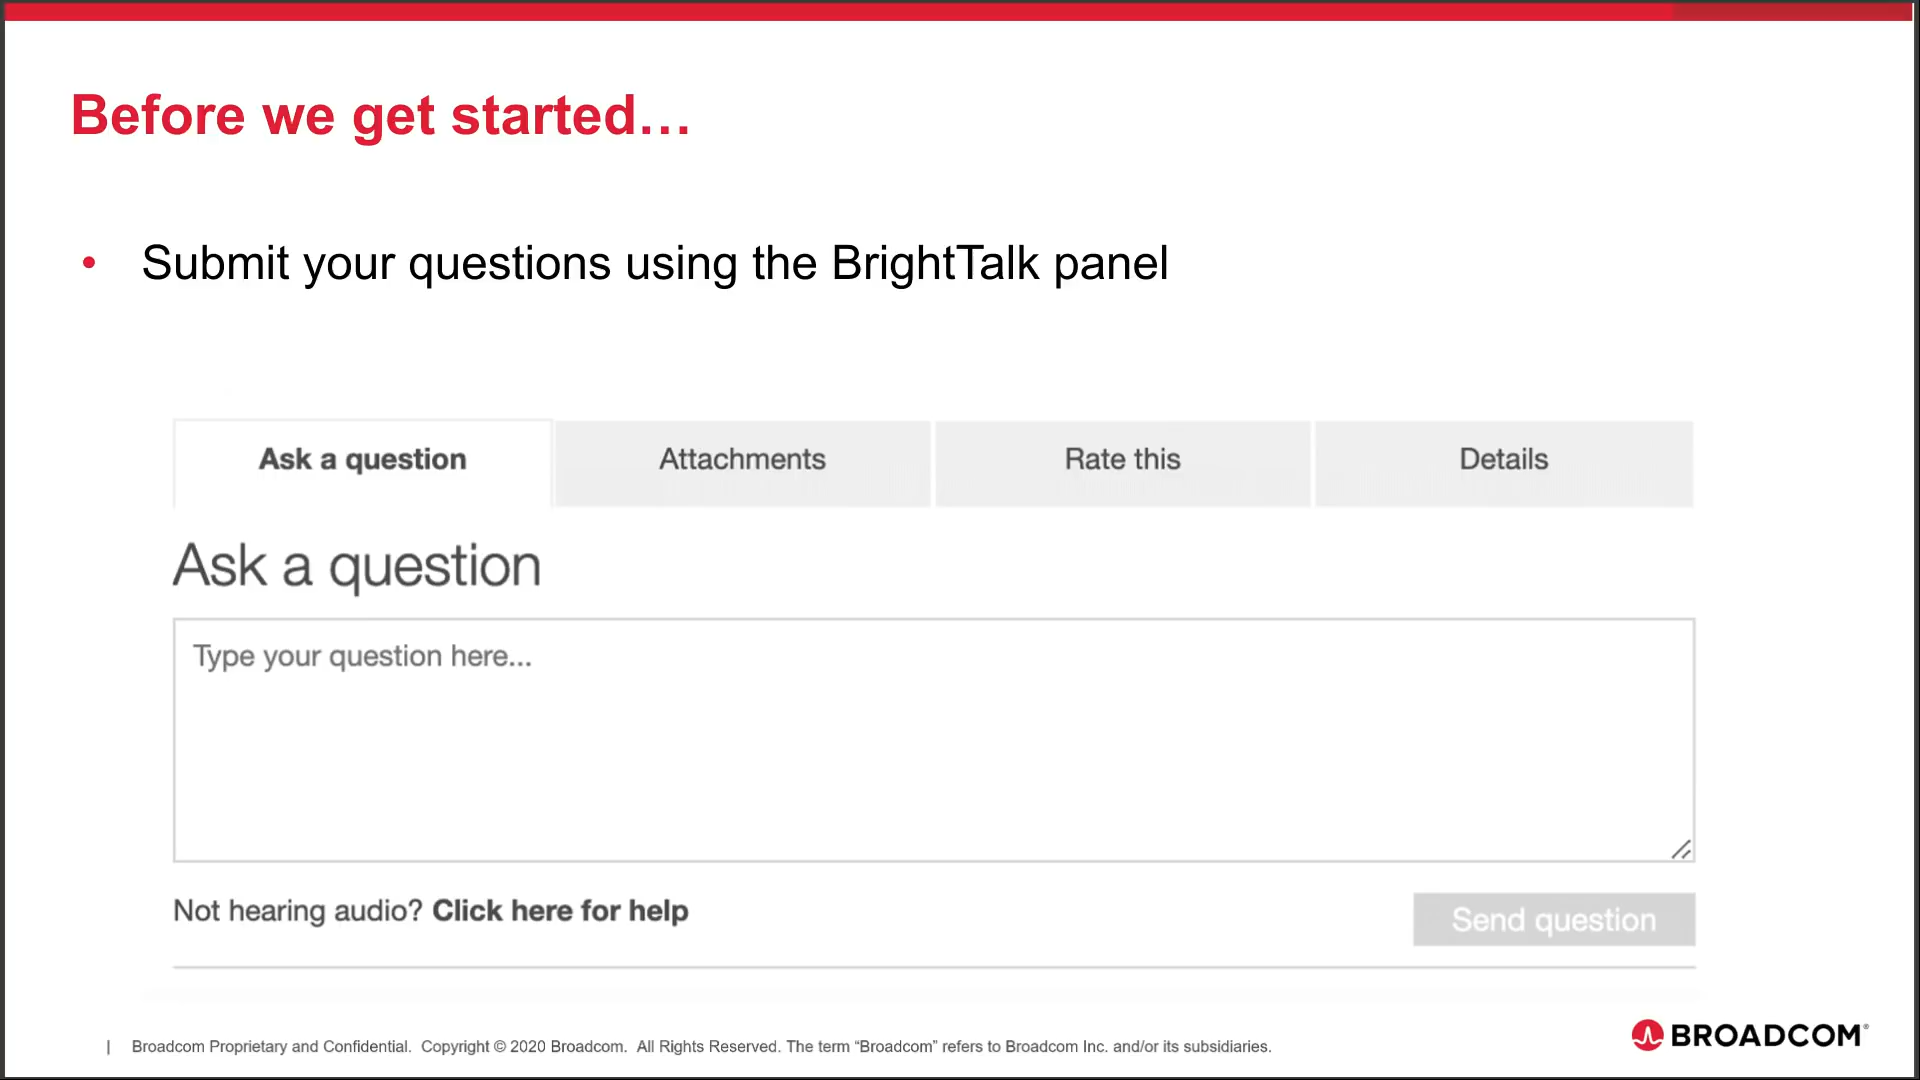 Before we get started…
• Submit your questions using the BrightTalk panel
Ask a question
Attachments
Rate this
Details
Ask a question
Type your question here...
Not hearing audio? Click here for help
Send question
| Broadcom Proprietary and Confidential. Copyright © 2020 Broadcom. All Rights Reserved. The term “Broadcom” refers to Broadcom Inc. and/or its subsidiaries.
BROADCOM®